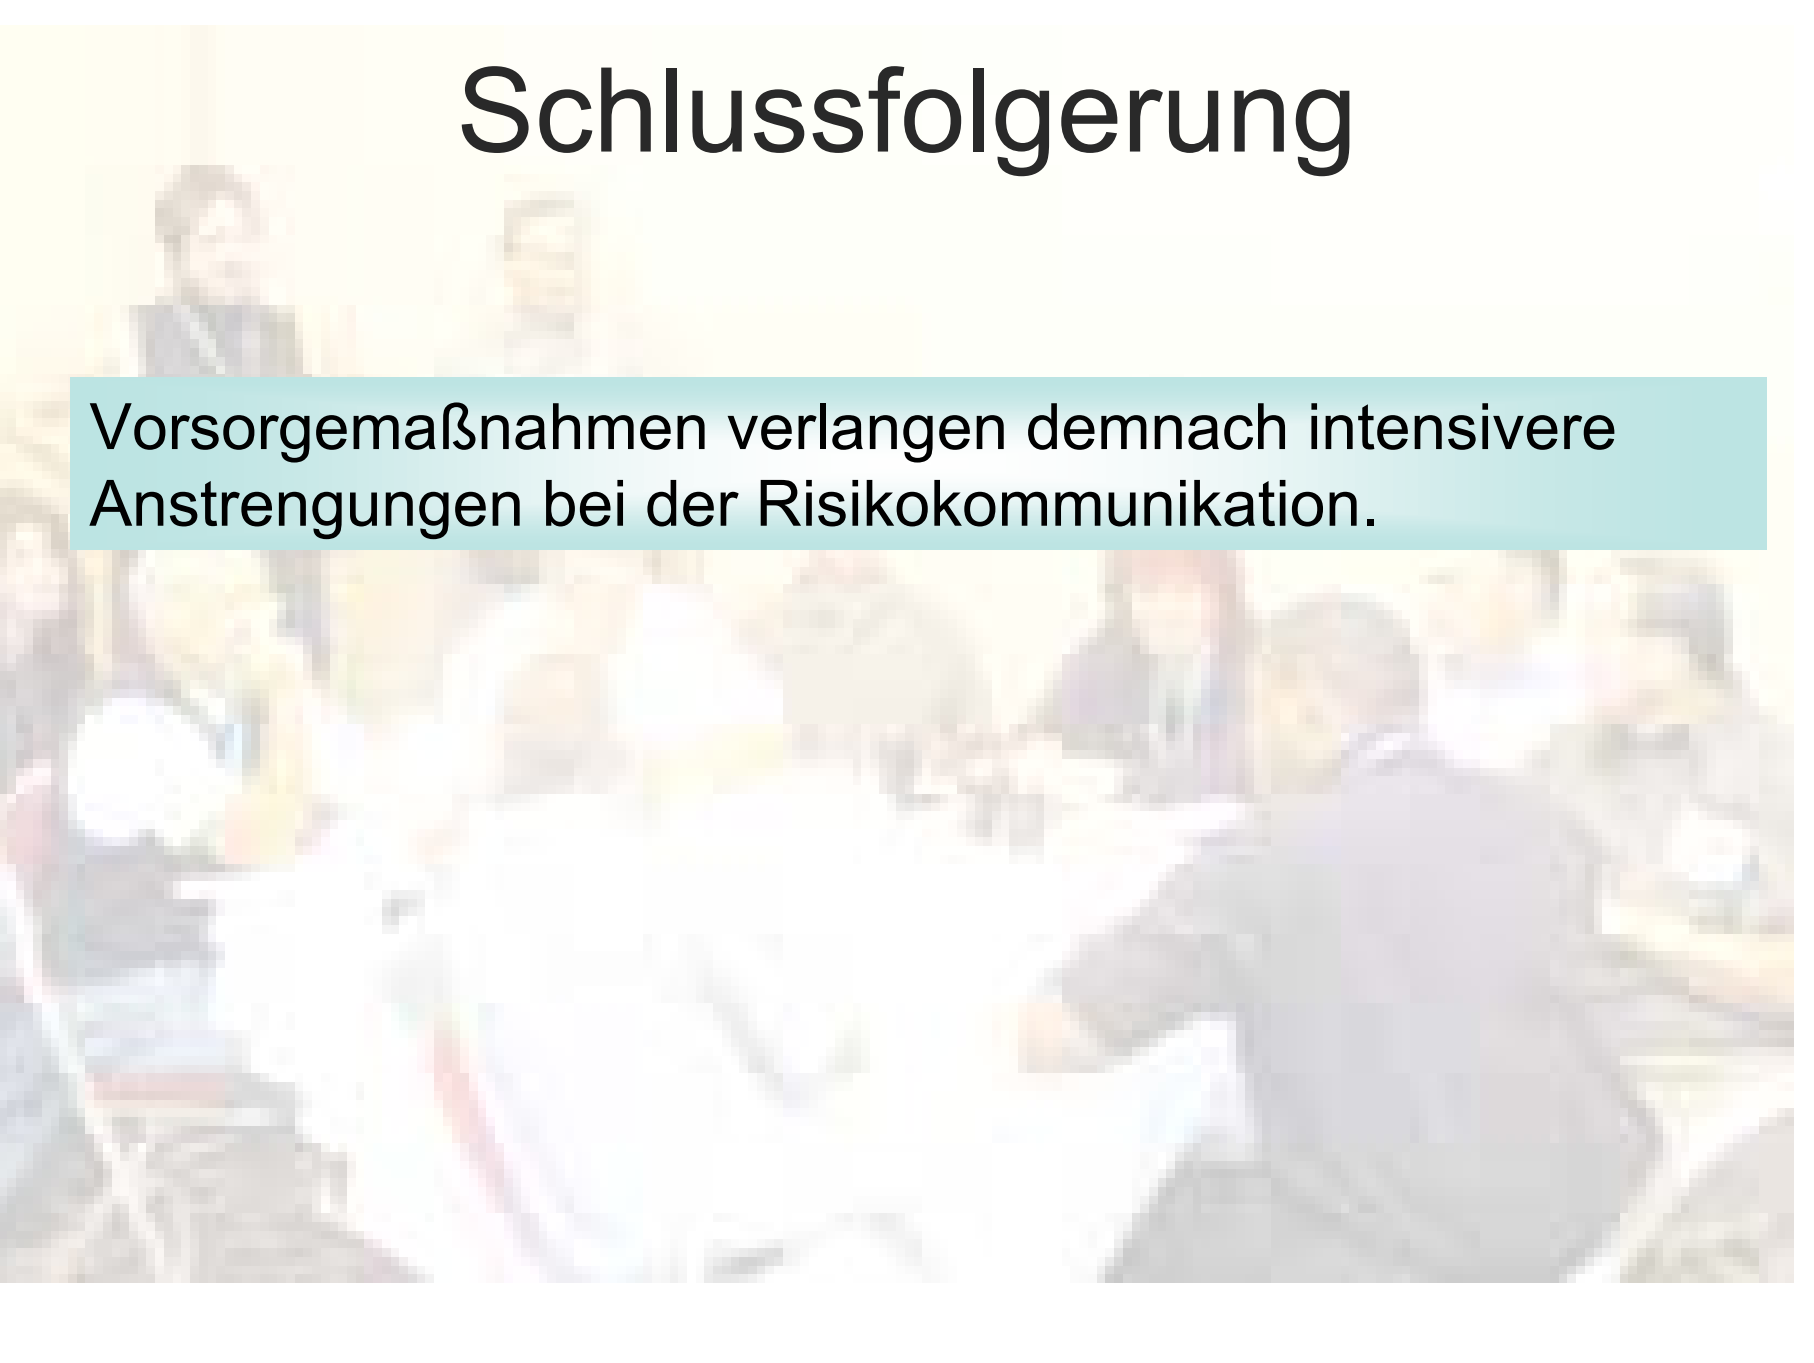 Schlussfolgerung
Vorsorgemaßnahmen verlangen demnach intensivere
Anstrengungen bei der Risikokommunikation.